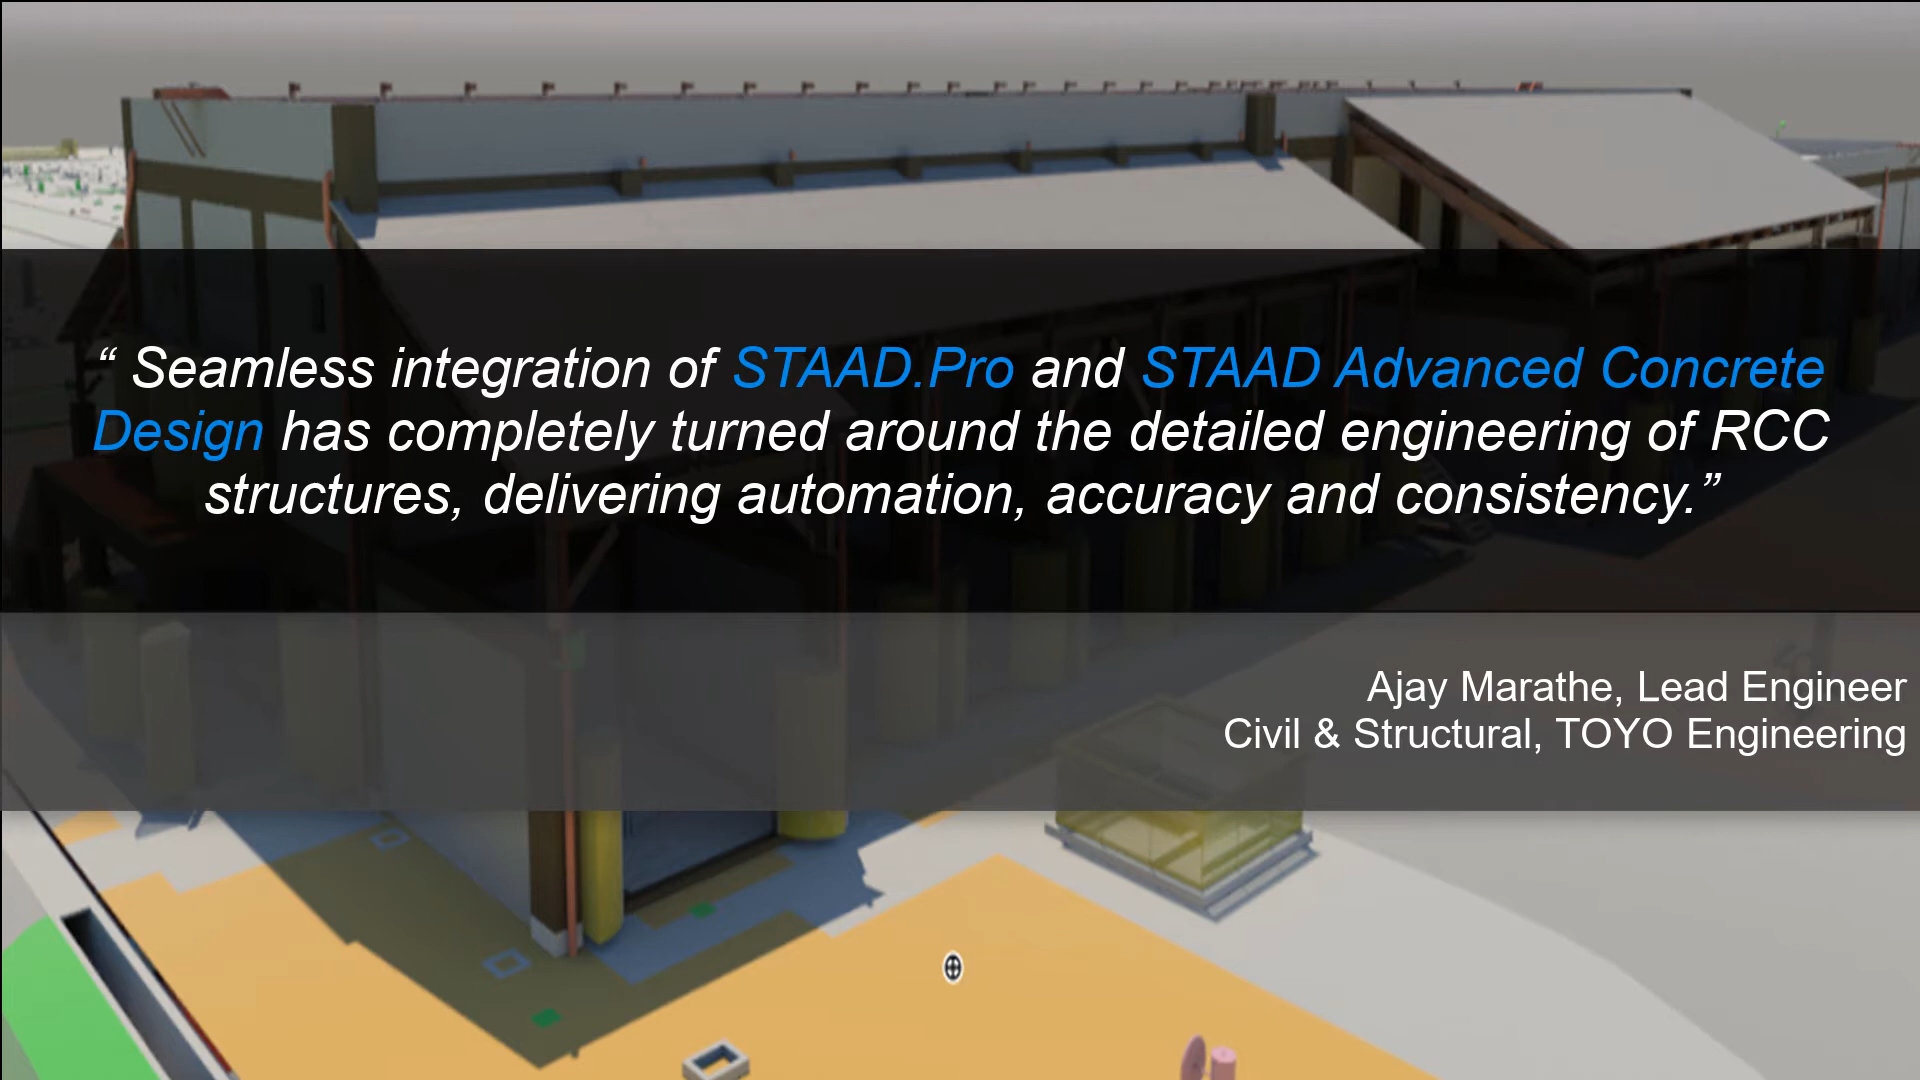 “ Seamless integration of STAAD.Pro and STAAD Advanced Concrete
Design has completely turned around the detailed engineering of RCC
structures, delivering automation, accuracy and consistency.”
Ajay Marathe, Lead Engineer
Civil & Structural, TOYO Engineering